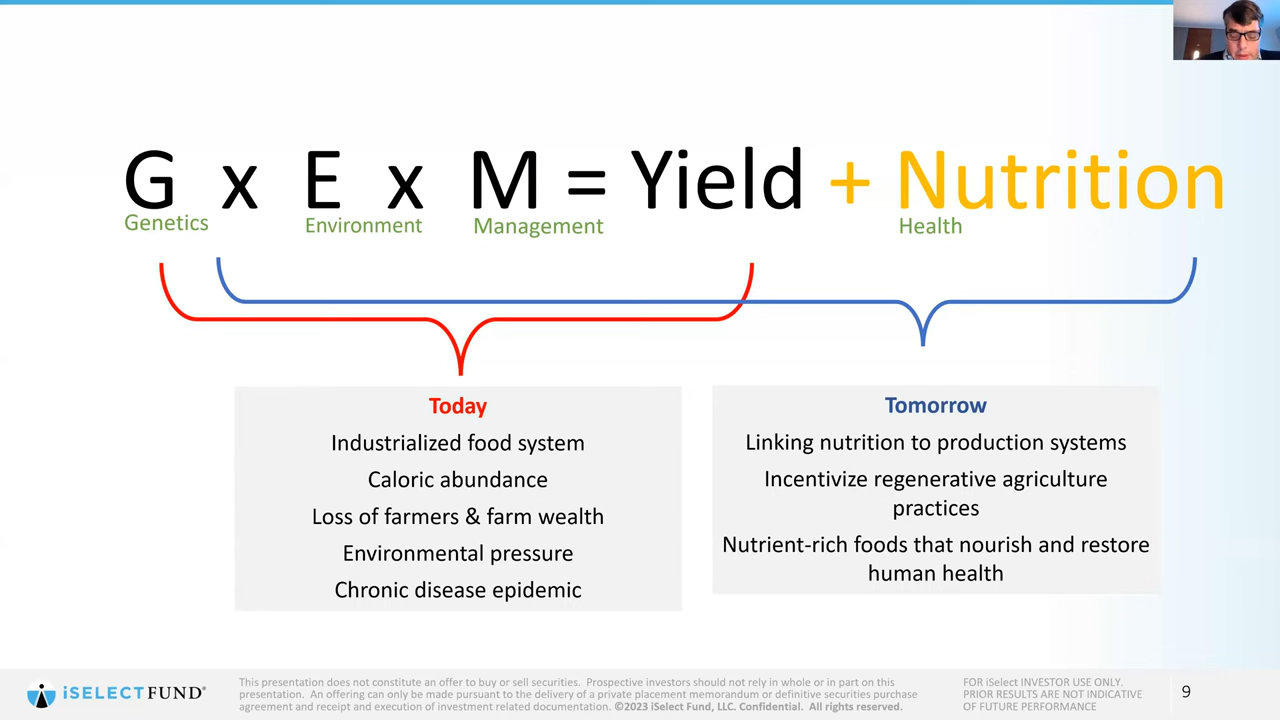 G x E x M = Yield + Nutrition
Genetics Environment Management Health
Today
Industrialized food system
Caloric abundance
Loss of farmers & farm wealth
Environmental pressure
Chronic disease epidemic
Tomorrow
Linking nutrition to production systems
Incentivize regenerative agriculture
practices
Nutrient-rich foods that nourish and restore
human health
iSELECTFUND®
This presentation does not constitute an offer to buy or sell securities. Prospective investors should not rely in whole or in part on this
presentation. An offering can only be made pursuant to the delivery of a private placement memorandum or definitive securities purchase
agreement and receipt and execution of investment related documentation. ©2023 iSelect Fund, LLC. Confidential. All rights reserved.
FOR iSelect INVESTOR USE ONLY.
PRIOR RESULTS ARE NOT INDICATIVE
OF FUTURE PERFORMANCE
9